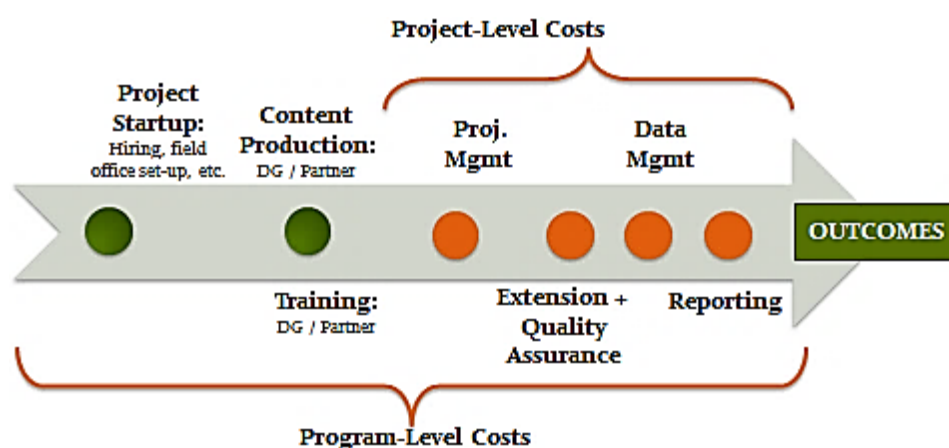 Project-Level Costs
Project
Startup:
Hiring, field
office set-up, etc.
Content
Production:
DG / Partner
Proj.
Mgmt
Data
Mgmt
OUTCOMES
Training:
DG / Partner
Extension +
Quality
Assurance
Reporting
Program-Level Costs